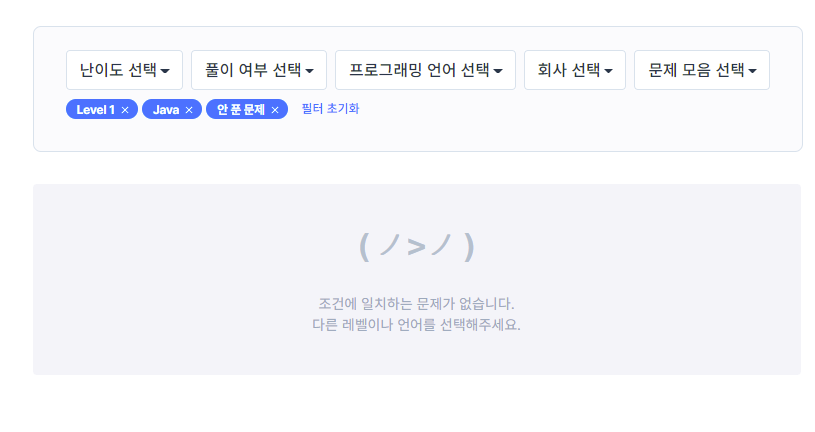 난이도 선택 풀이 여부 선택 프로그래밍 언어 선택 회사 선택 문제 모음 선택
Level 1 × Java × 안 푼 문제 × 필터 초기화
( ノ>ノ )
조건에 일치하는 문제가 없습니다.
다른 레벨이나 언어를 선택해주세요.